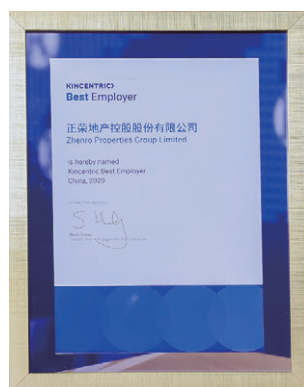 KINCENTRIC>
Best Employer
正荣地产控股股份有限公司
Zhenro Properties Group Limited
is hereby named
Kincentric Best Employer
China, 2020